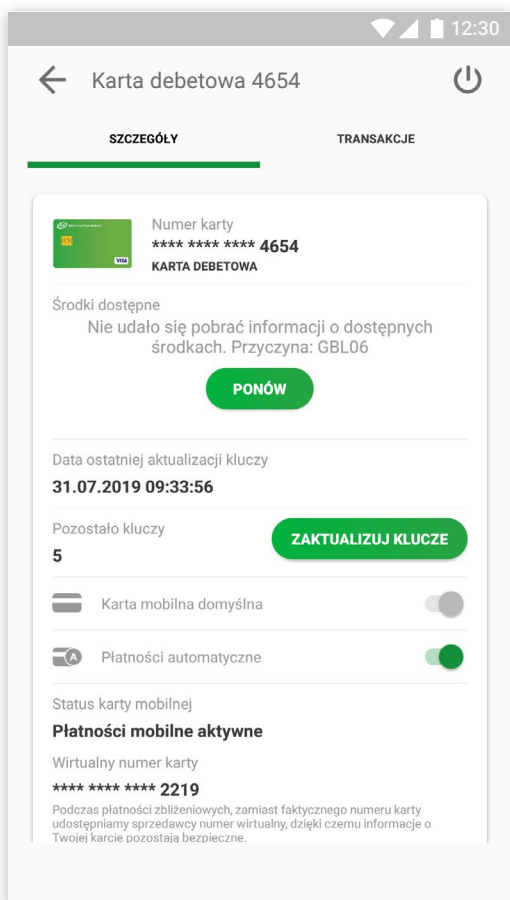 12:30
Karta debetowa 4654
SZCZEGÓŁY
TRANSAKCJE
Numer karty
**** **** **** 4654
KARTA DEBETOWA
VISA
Środki dostępne
Nie udało się pobrać informacji o dostępnych
środkach. Przyczyna: GBL06
PONÓW
Data ostatniej aktualizacji kluczy
31.07.2019 09:33:56
Pozostało kluczy
5
ZAKTUALIZUJ KLUCZE
Karta mobilna domyślna
A
Płatności automatyczne
Status karty mobilnej
Płatności mobilne aktywne
Wirtualny numer karty
**** **** **** 2219
Podczas płatności zbliżeniowych, zamiast faktycznego numeru karty
udostępniamy sprzedawcy numer wirtualny, dzięki czemu informacje o
Twojej karcie pozostają bezpieczne.